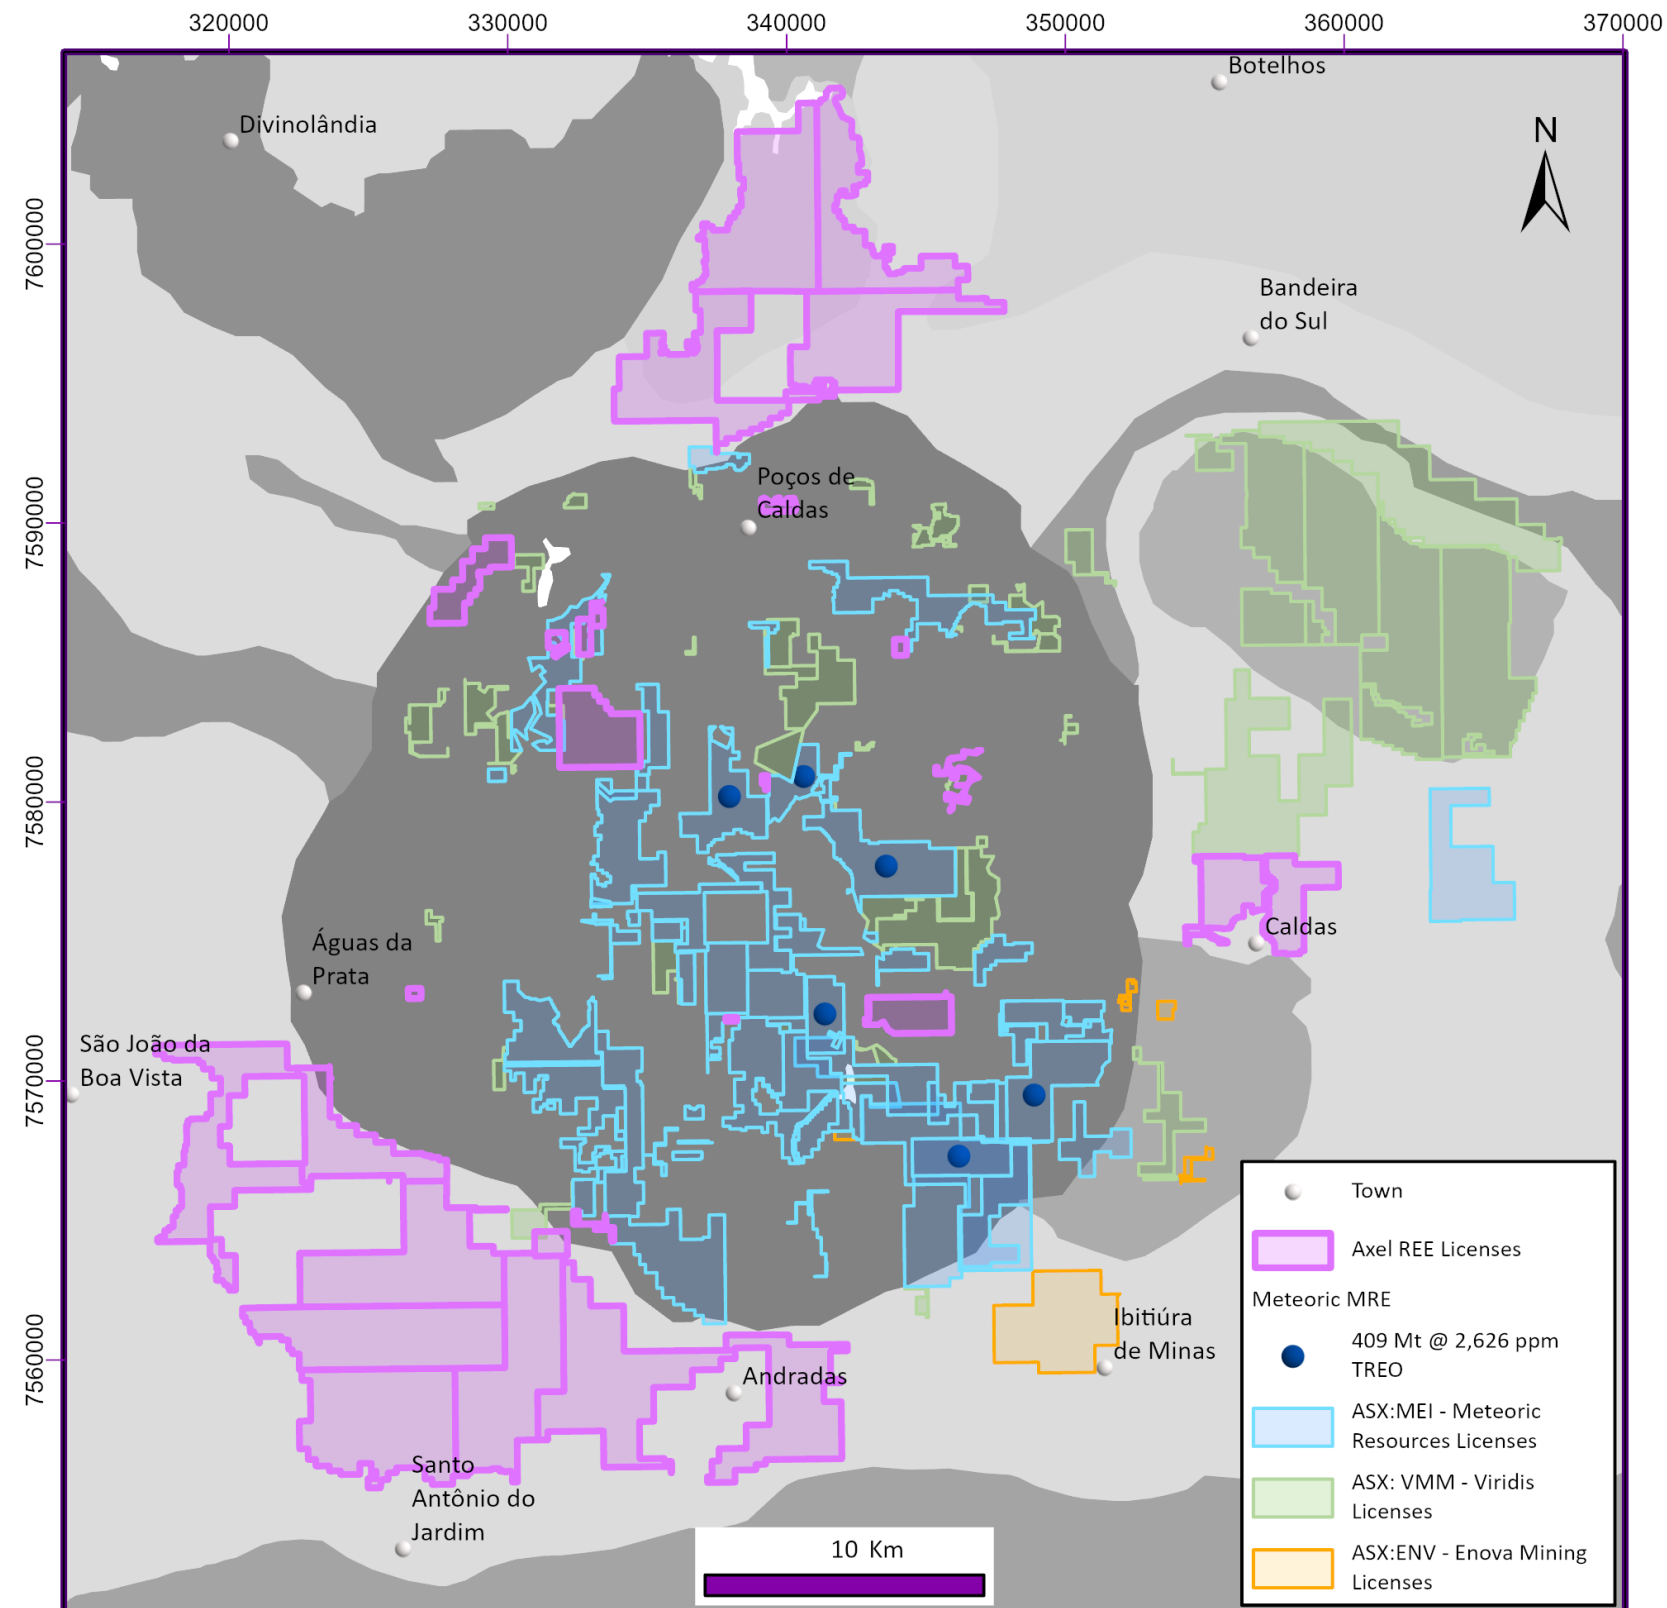 320000
330000
340000
350000
360000
370000
Botelhos
Divinolândia
N
7600000
Bandeira
do Sul
7590000
Poços de
Caldas
7580000
Caldas
Águas da
Prata
São João da
Boa Vista
7570000
Ibitiúra
de Minas
7560000
Andradas
Santo
Antônio do
Jardim
10 Km
Town
Axel REE Licenses
Meteoric MRE
409 Mt @ 2,626 ppm
TREO
ASX:MEI - Meteoric
Resources Licenses
ASX: VMM - Viridis
Licenses
ASX:ENV - Enova Mining
Licenses